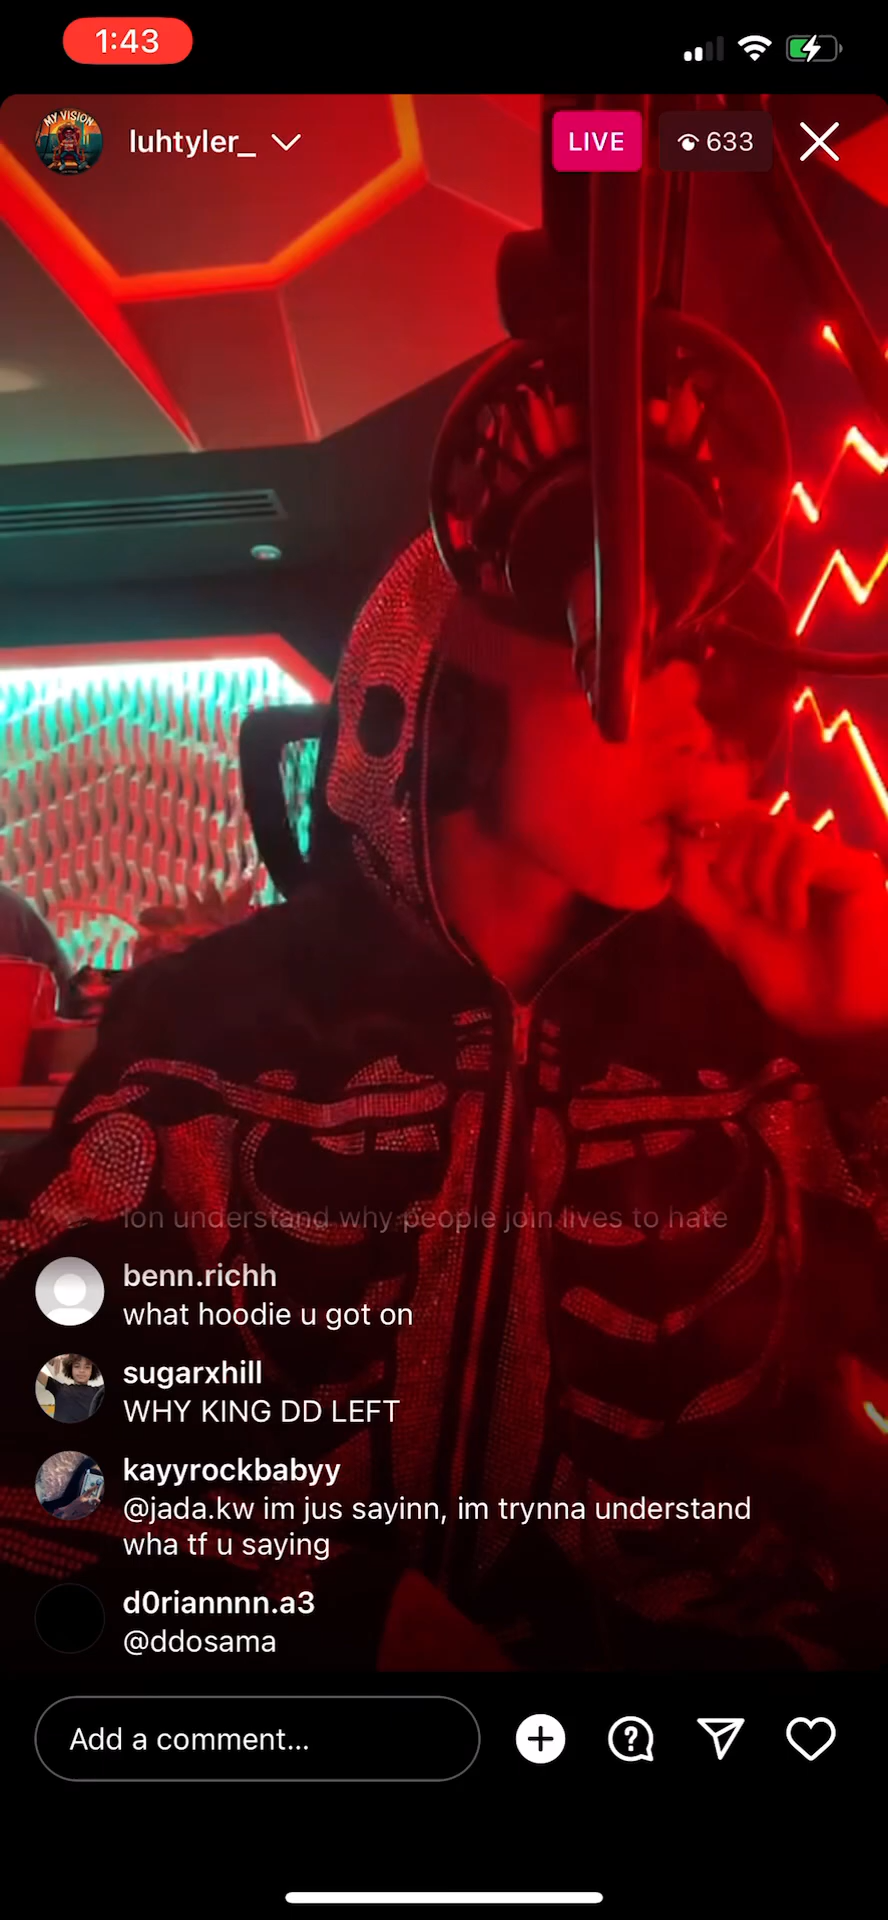 1:43
MY VISION
luhtyler_
LIVE
633
Ion understand why people join lives to hate
benn.richh
what hoodie u got on
sugarxhill
WHY KING DD LEFT
kayyrockbabyy
@jada.kw im jus sayinn, im trynna understand
wha tf u saying
d0riannnn.a3
@ddosama
Add a comment...